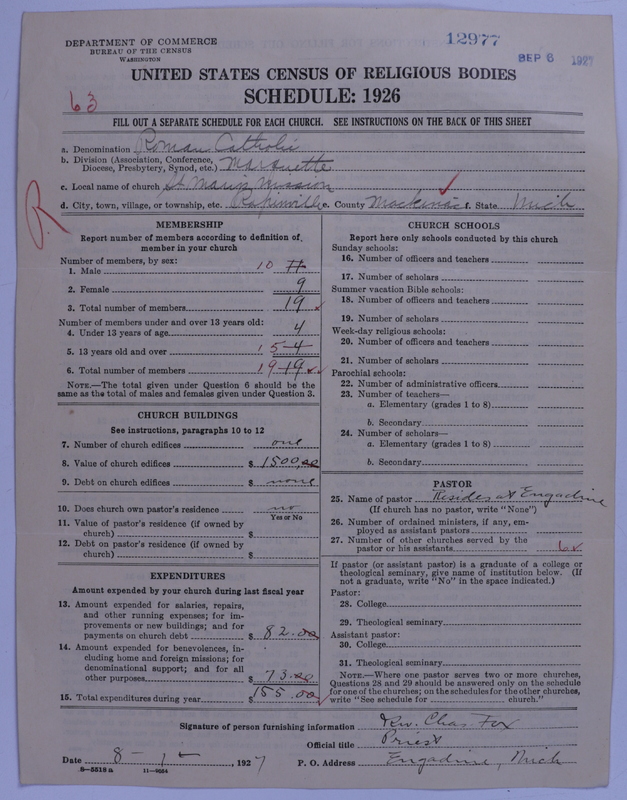 DEPARTMENT OF COMMERCE
BUREAU OF THE CENSUS
WASHINGTON
12977
SEP 6 1927
UNITED STATES CENSUS OF RELIGIOUS BODIES
SCHEDULE: 1926
63
FILL OUT A SEPARATE SCHEDULE FOR EACH CHURCH. SEE INSTRUCTIONS ON THE BACK OF THIS SHEET
a. Denomination Roman Catholic
b. Division (Association, Conference, Diocese, Presbytery, Synod, etc.) Marquette
c. Local name of church St Marys Mission
d. City, town, village, or township, etc. Rapinville e. County Mackinac f. State Mich
R.
MEMBERSHIP
Report number of members according to definition of member in your church
Number of members, by sex:
1. Male 10 11
2. Female 9
3. Total number of members 19
Number of members under and over 13 years old:
4. Under 13 years of age 4
5. 13 years old and over 15 4
6. Total number of members 19 19
NOTE.—The total given under Question 6 should be the same as the total of males and females given under Question 3.
CHURCH BUILDINGS
See instructions, paragraphs 10 to 12
7. Number of church edifices one
8. Value of church edifices $ 1500.00
9. Debt on church edifices $ none
10. Does church own pastor's residence no
Yes or No
11. Value of pastor's residence (if owned by church) $
12. Debt on pastor's residence (if owned by church) $
EXPENDITURES
Amount expended by your church during last fiscal year
13. Amount expended for salaries, repairs, and other running expenses; for improvements or new buildings; and for payments on church debt $ 82.00
14. Amount expended for benevolences, including home and foreign missions; for denominational support; and for all other purposes $ 73.00
15. Total expenditures during year $ 155.00
CHURCH SCHOOLS
Report here only schools conducted by this church
Sunday schools:
16. Number of officers and teachers
17. Number of scholars
Summer vacation Bible schools:
18. Number of officers and teachers
19. Number of scholars
Week-day religious schools:
20. Number of officers and teachers
21. Number of scholars
Parochial schools:
22. Number of administrative officers
23. Number of teachers—
a. Elementary (grades 1 to 8)
b. Secondary
24. Number of scholars—
a. Elementary (grades 1 to 8)
b. Secondary
PASTOR
25. Name of pastor Resides at Engadine
(If church has no pastor, write "None")
26. Number of ordained ministers, if any, employed as assistant pastors
27. Number of other churches served by the pastor or his assistants 6
If pastor (or assistant pastor) is a graduate of a college or theological seminary, give name of institution below. (If not a graduate, write "No" in the space indicated.)
Pastor:
28. College
29. Theological seminary
Assistant pastor:
30. College
31. Theological seminary
NOTE.—Where one pastor serves two or more churches, Questions 28 and 29 should be answered only on the schedule for one of the churches; on the schedules for the other churches, write "See schedule for church."
Signature of person furnishing information Rev. Chas. Fox
Official title Priest
Date 8 - 1927 P. O. Address Engadine, Mich
8-5518 a 11-9654